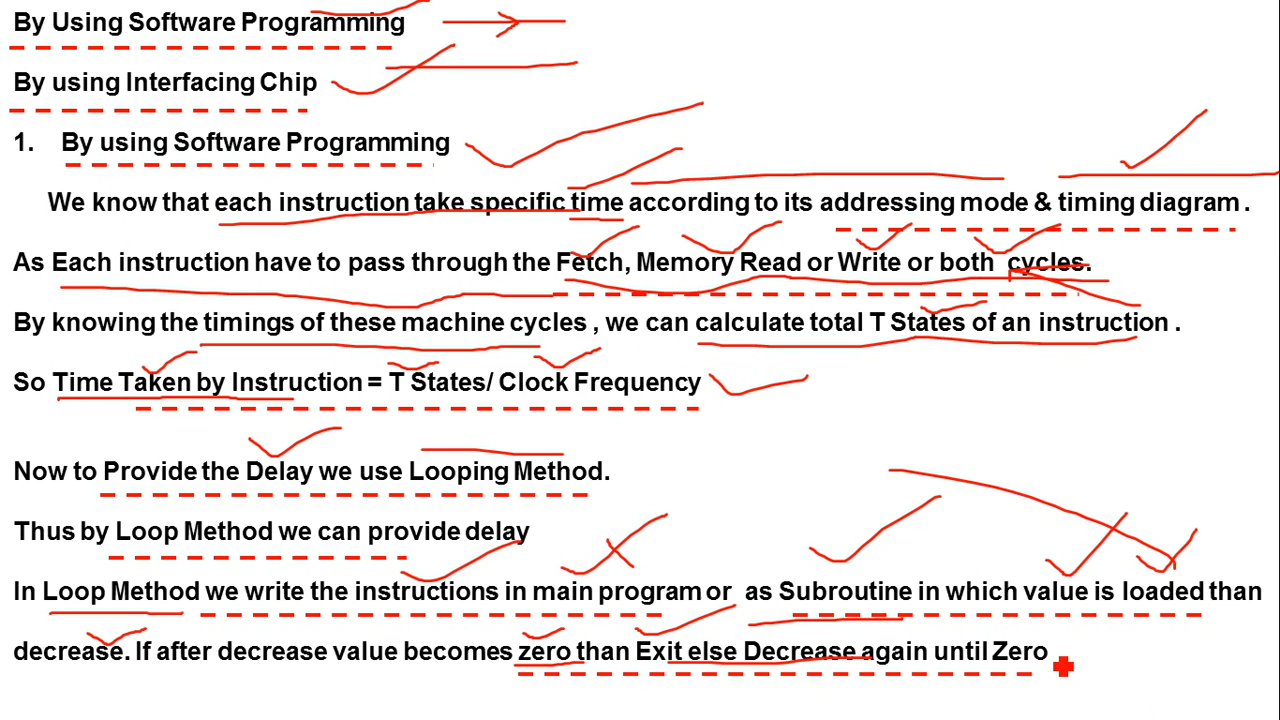 By Using Software Programming
By using Interfacing Chip
1. By using Software Programming
We know that each instruction take specific time according to its addressing mode & timing diagram .
As Each instruction have to pass through the Fetch, Memory Read or Write or both cycles.
By knowing the timings of these machine cycles , we can calculate total T States of an instruction .
So Time Taken by Instruction = T States/ Clock Frequency
Now to Provide the Delay we use Looping Method.
Thus by Loop Method we can provide delay
In Loop Method we write the instructions in main program or as Subroutine in which value is loaded than
decrease. If after decrease value becomes zero than Exit else Decrease again until Zero